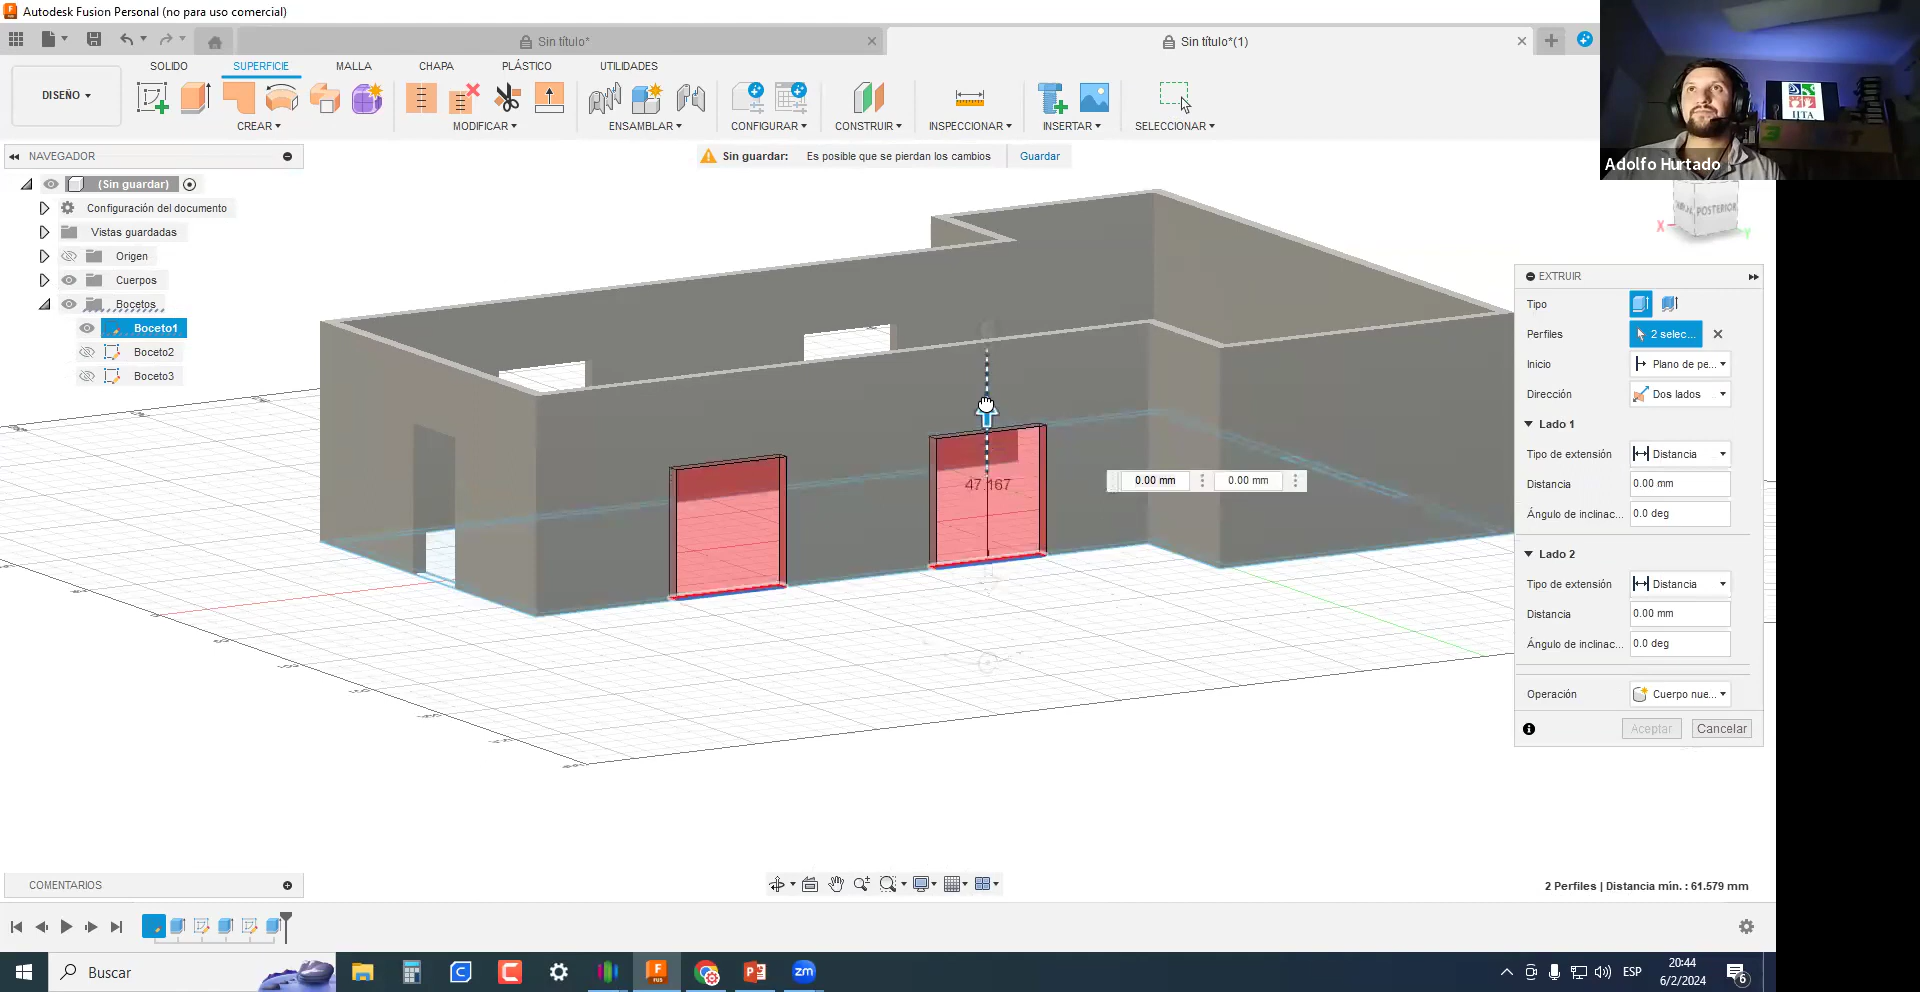 Autodesk Fusion Personal (no para uso comercial)
Sin título*
Sin título*(1)
SOLIDO
SUPERFICIE
MALLA
CHAPA
PLÁSTICO
UTILIDADES
DISEÑO
CREAR
MODIFICAR
ENSAMBLAR
CONFIGURAR
CONSTRUIR
INSPECCIONAR
INSERTAR
SELECCIONAR
IITA
Adolfo Hurtado
NAVEGADOR
Sin guardar:
Es posible que se pierdan los cambios
Guardar
(Sin guardar)
Configuración del documento
Vistas guardadas
Origen
Cuerpos
Bocetos
Boceto1
Boceto2
Boceto3
POSTERIOR
X
Y
47.167
0.00 mm
0.00 mm
EXTRUIR
Tipo
Perfiles
2 selec...
Inicio
Plano de pe...
Dirección
Dos lados
Lado 1
Tipo de extensión
Distancia
Distancia
0.00 mm
Ángulo de inclinac...
0.0 deg
Lado 2
Tipo de extensión
Distancia
Distancia
0.00 mm
Ángulo de inclinac...
0.0 deg
Operación
Cuerpo nue...
Aceptar
Cancelar
COMENTARIOS
2 Perfiles | Distancia mín. : 61.579 mm
Buscar
FUS
zm
ESP
20:44
6/2/2024
6